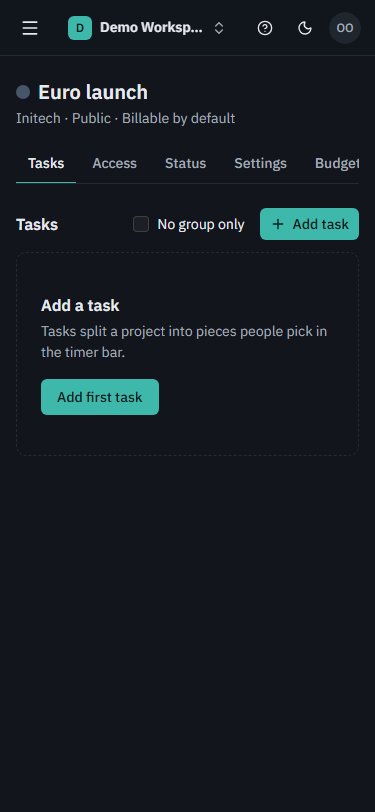 D Demo Worksp... OO
Euro launch
Initech · Public · Billable by default
Tasks Access Status Settings Budget
Tasks No group only + Add task
Add a task
Tasks split a project into pieces people pick in
the timer bar.
Add first task